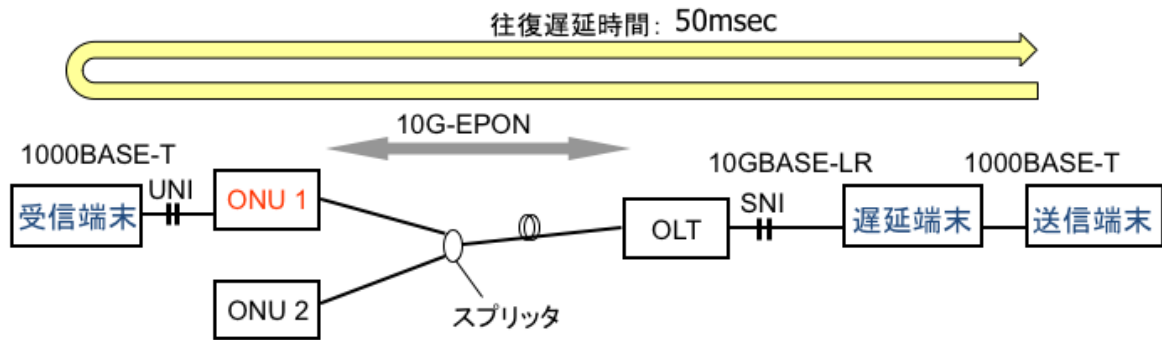 往復遅延時間: 50msec
10G-EPON
1000BASE-T
10GBASE-LR
1000BASE-T
受信端末
UNI
ONU 1
OLT
SNI
遅延端末
送信端末
ONU 2
スプリッタ